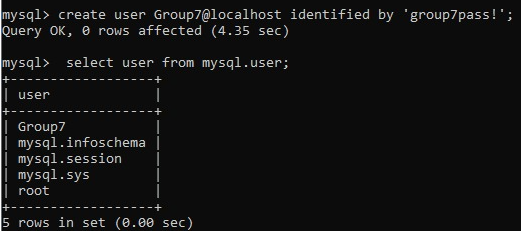 mysql> create user Group7@localhost identified by 'group7pass!';
Query OK, 0 rows affected (4.35 sec)
mysql>  select user from mysql.user;
+------------------+
| user             |
+------------------+
| Group7           |
| mysql.infoschema |
| mysql.session    |
| mysql.sys        |
| root             |
+------------------+
5 rows in set (0.00 sec)